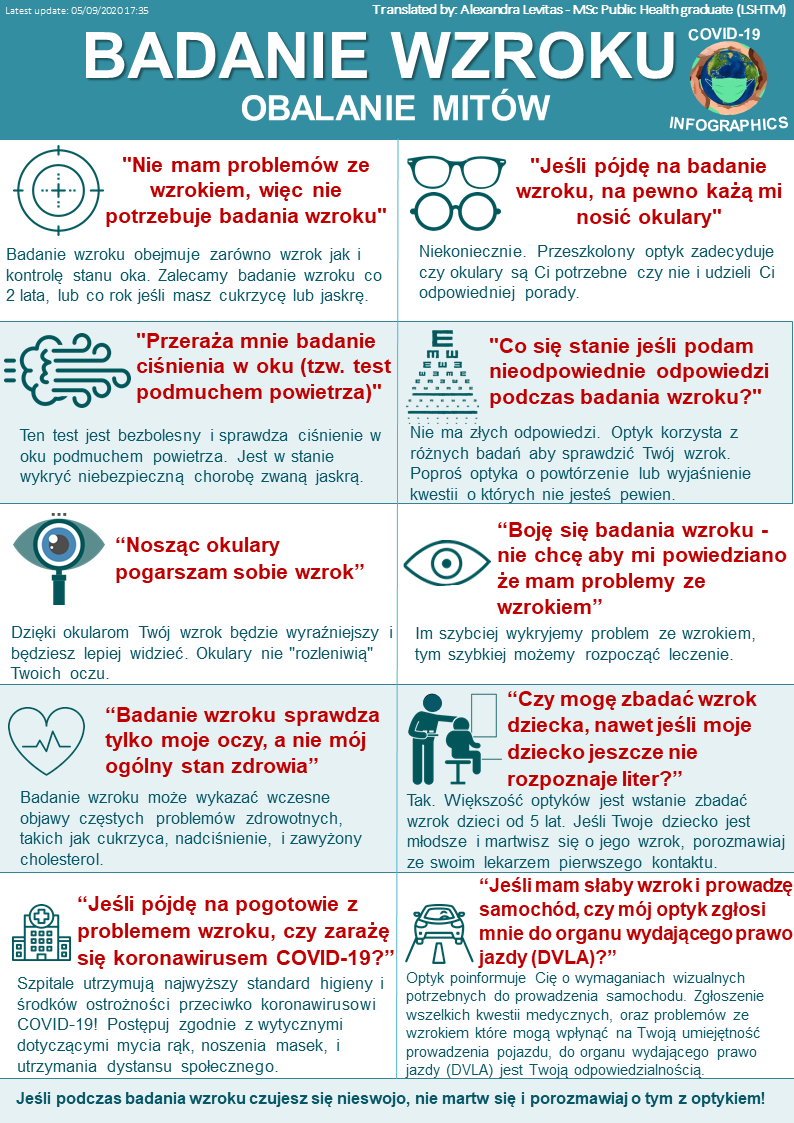 Last update: 05/09/2020 17:35
Translated by: Alexandra Levitas - MSc Public Health graduate (LSHTM)
BADANIE WZROKU
OBALANIE MITÓW
COVID-19
INFOGRAPHICS
"Nie mam problemów ze
wzrokiem, więc nie
potrzebuje badania wzroku"
Badanie wzroku obejmuje zarówno wzrok jak i
kontrolę stanu oka. Zalecamy badanie wzroku co
2 lata, lub co rok jeśli masz cukrzycę lub jaskrę.
"Jeśli pójdę na badanie
wzroku, na pewno każą mi
nosić okulary"
Niekoniecznie. Przeszkolony optyk zadecyduje
czy okulary są Ci potrzebne czy nie i udzieli Ci
odpowiedniej porady.
"Przeraża mnie badanie
ciśnienia w oku (tzw. test
podmuchem powietrza)"
Ten test jest bezbolesny i sprawdza ciśnienie w
oku podmuchem powietrza. Jest w stanie
wykryć niebezpieczną chorobę zwaną jaskrą.
"Co się stanie jeśli podam
nieodpowiednie odpowiedzi
podczas badania wzroku?"
Nie ma złych odpowiedzi. Optyk korzysta z
różnych badań aby sprawdzić Twój wzrok.
Poproś optyka o powtórzenie lub wyjaśnienie
kwestii o których nie jesteś pewien.
“Nosząc okulary
pogarszam sobie wzrok”
Dzięki okularom Twój wzrok będzie wyraźniejszy i
będziesz lepiej widzieć. Okulary nie "rozleniwią"
Twoich oczu.
“Boję się badania wzroku -
nie chcę aby mi powiedziano
że mam problemy ze
wzrokiem”
Im szybciej wykryjemy problem ze wzrokiem,
tym szybkiej możemy rozpocząć leczenie.
“Badanie wzroku sprawdza
tylko moje oczy, a nie mój
ogólny stan zdrowia”
Badanie wzroku może wykazać wczesne
objawy częstych problemów zdrowotnych,
takich jak cukrzyca, nadciśnienie, i zawyżony
cholesterol.
“Czy mogę zbadać wzrok
dziecka, nawet jeśli moje
dziecko jeszcze nie
rozpoznaje liter?”
Tak. Większość optyków jest wstanie zbadać
wzrok dzieci od 5 lat. Jeśli Twoje dziecko jest
młodsze i martwisz się o jego wzrok, porozmawiaj
ze swoim lekarzem pierwszego kontaktu.
“Jeśli pójdę na pogotowie z
problemem wzroku, czy zarażę
się koronawirusem COVID-19?”
Szpitale utrzymują najwyższy standard higieny i
środków ostrożności przeciwko koronawirusowi
COVID-19! Postępuj zgodnie z wytycznymi
dotyczącymi mycia rąk, noszenia masek, i
utrzymania dystansu społecznego.
“Jeśli mam słaby wzrok i prowadzę
samochód, czy mój optyk zgłosi
mnie do organu wydającego prawo
jazdy (DVLA)?”
Optyk poinformuje Cię o wymaganiach wizualnych
potrzebnych do prowadzenia samochodu. Zgłoszenie
wszelkich kwestii medycznych, oraz problemów ze
wzrokiem które mogą wpłynąć na Twoją umiejętność
prowadzenia pojazdu, do organu wydającego prawo
jazdy (DVLA) jest Twoją odpowiedzialnością.
Jeśli podczas badania wzroku czujesz się nieswojo, nie martw się i porozmawiaj o tym z optykiem!